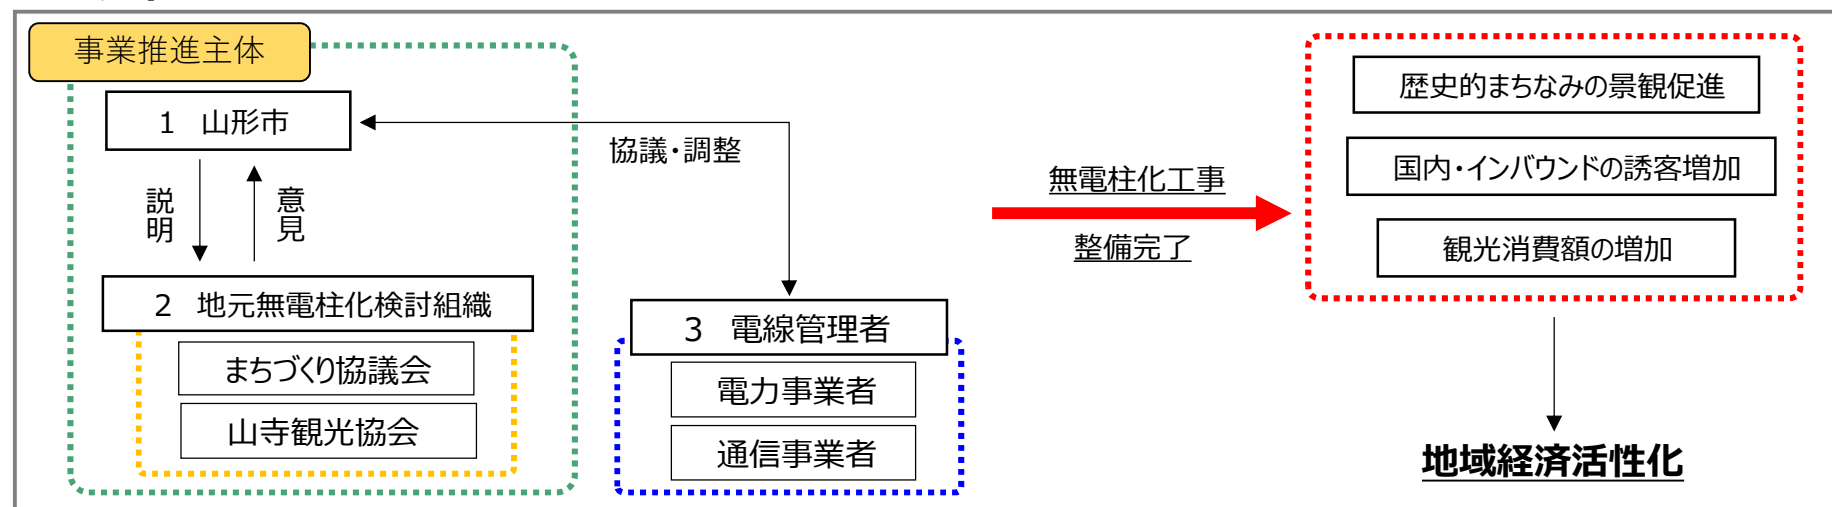 事業推進主体
1 山形市
説明
意見
2 地元無電柱化検討組織
まちづくり協議会
山寺観光協会
協議・調整
3 電線管理者
電力事業者
通信事業者
無電柱化工事
整備完了
歴史的まちなみの景観促進
国内・インバウンドの誘客増加
観光消費額の増加
地域経済活性化